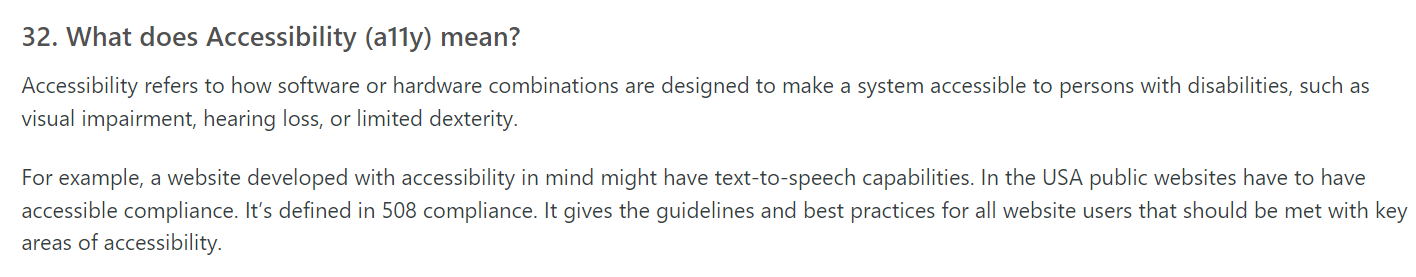 32. What does Accessibility (a11y) mean?
Accessibility refers to how software or hardware combinations are designed to make a system accessible to persons with disabilities, such as
visual impairment, hearing loss, or limited dexterity.
For example, a website developed with accessibility in mind might have text-to-speech capabilities. In the USA public websites have to have
accessible compliance. It’s defined in 508 compliance. It gives the guidelines and best practices for all website users that should be met with key
areas of accessibility.